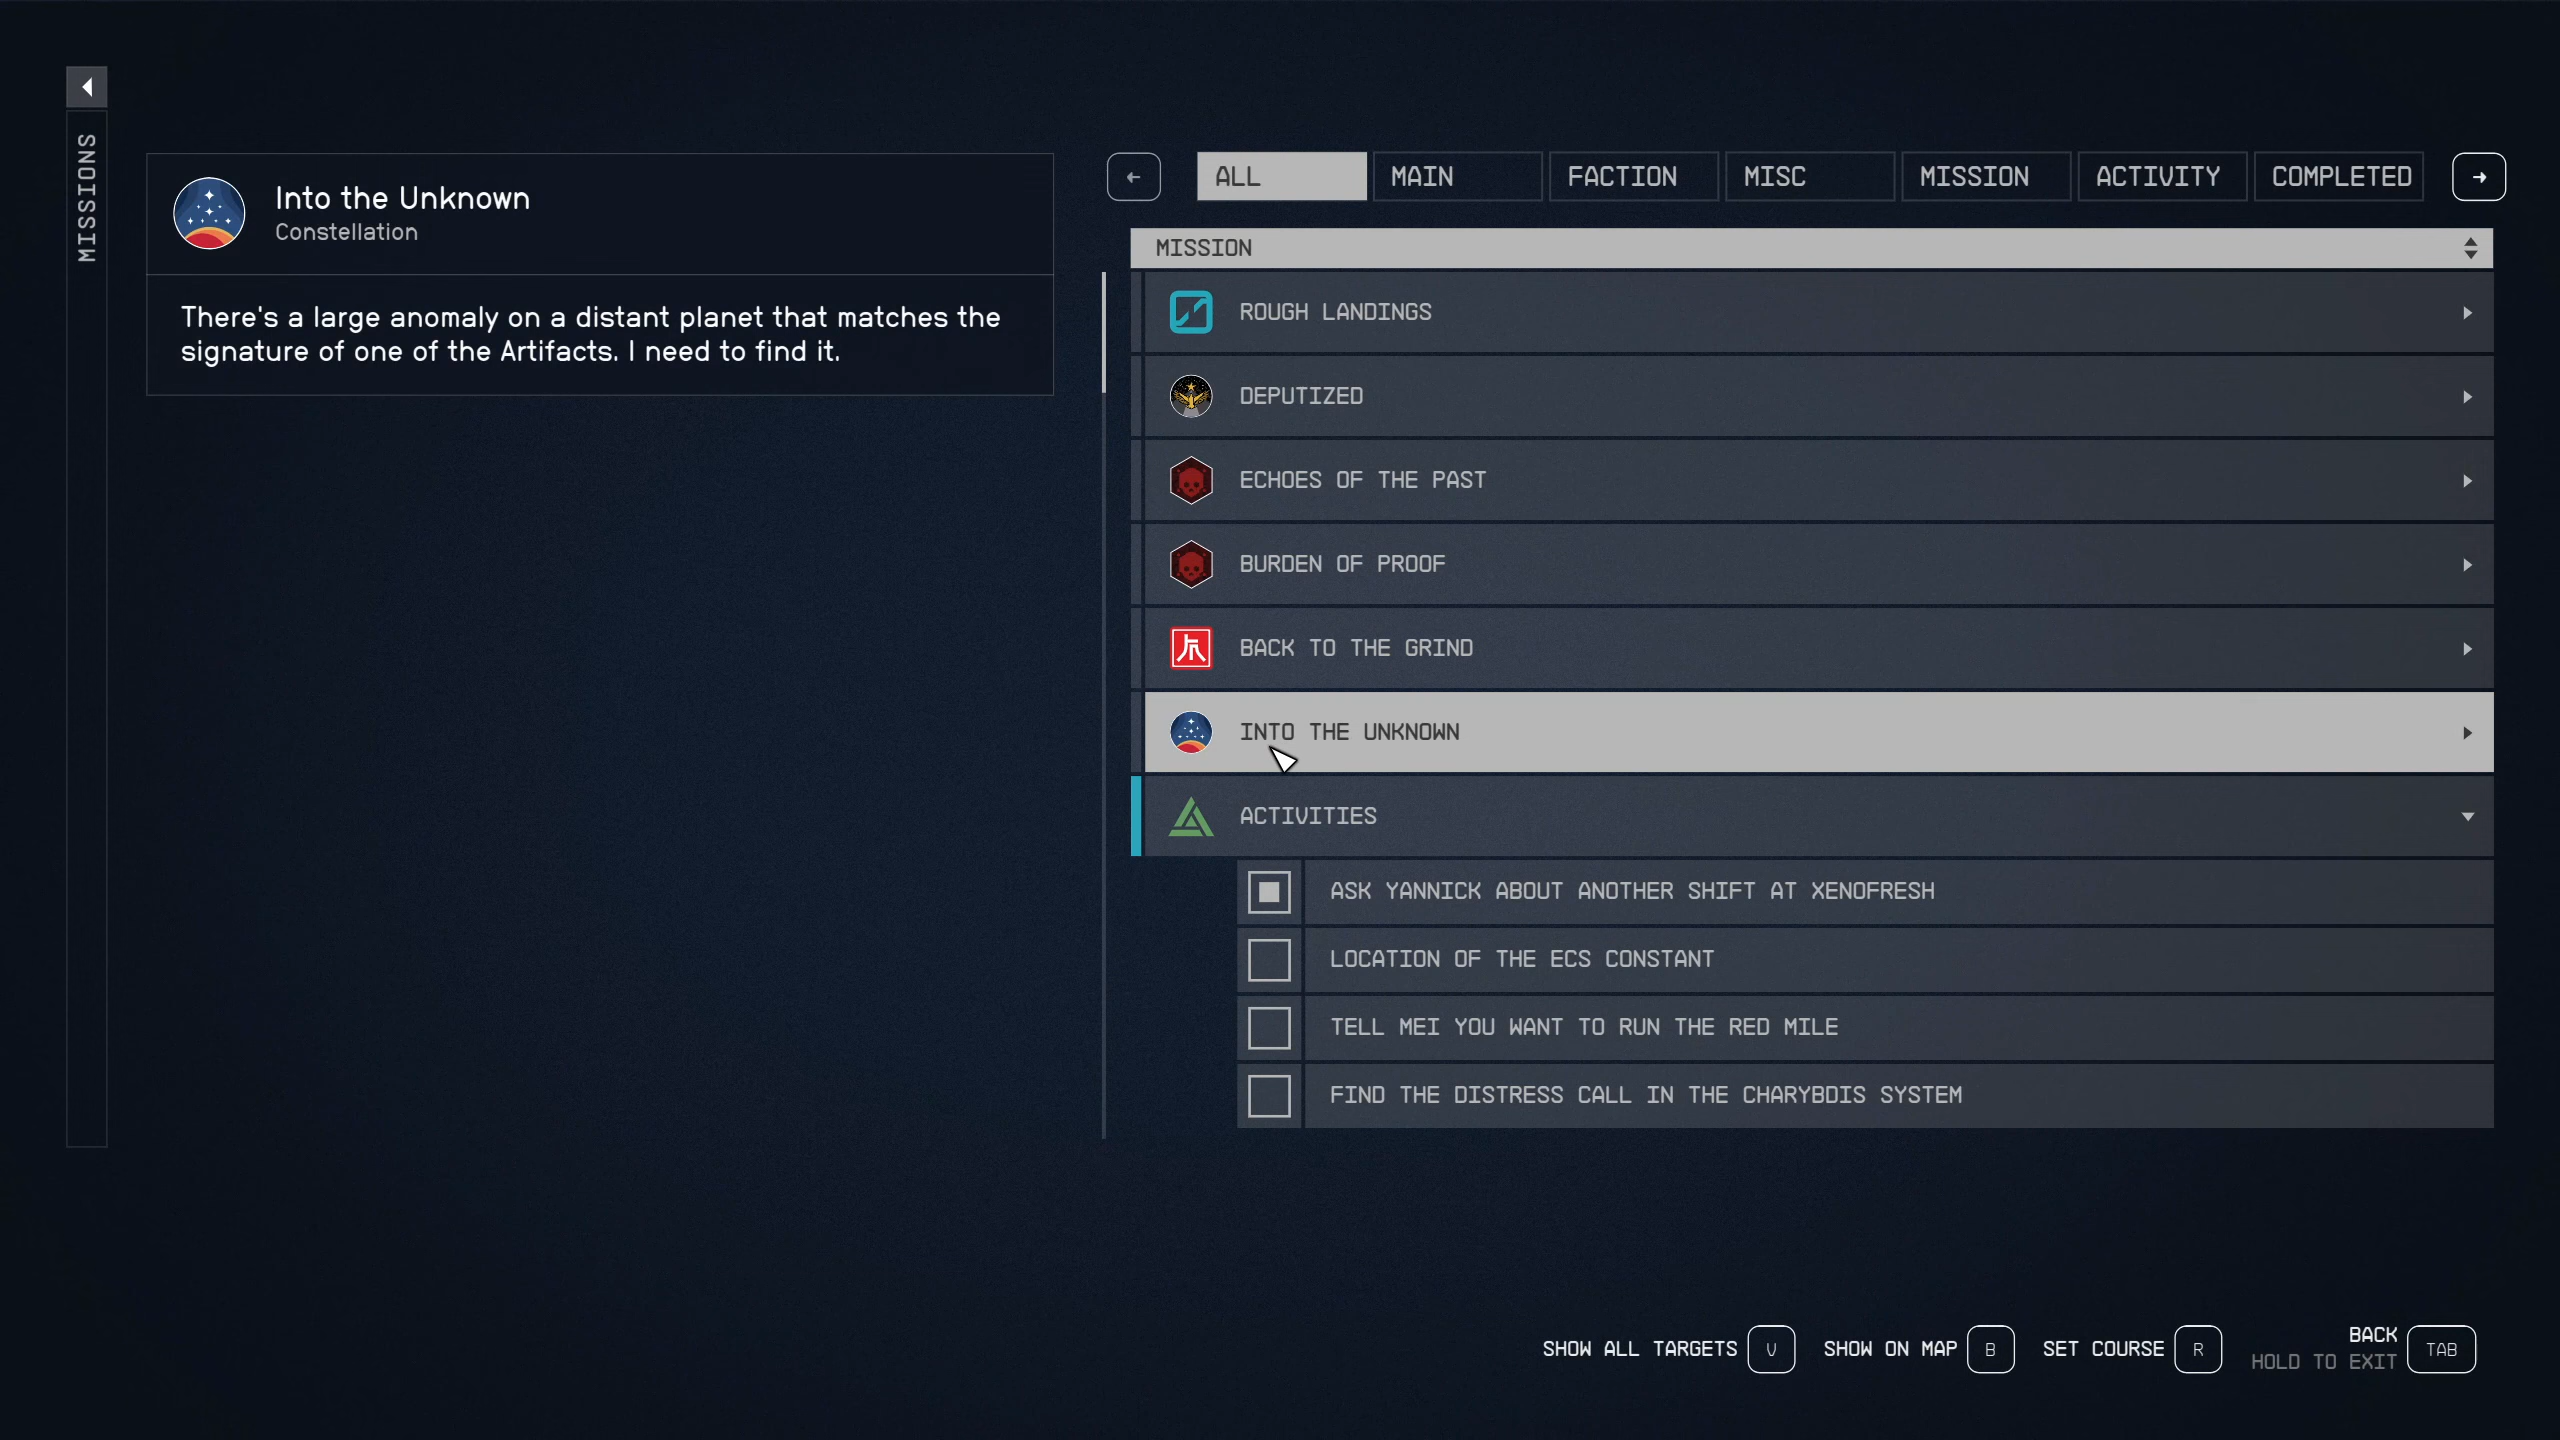 MISSIONS
Into the Unknown
Constellation
There's a large anomaly on a distant planet that matches the
signature of one of the Artifacts. I need to find it.
ALL
MAIN
FACTION
MISC
MISSION
ACTIVITY
COMPLETED
MISSION
ROUGH LANDINGS
DEPUTIZED
ECHOES OF THE PAST
BURDEN OF PROOF
BACK TO THE GRIND
INTO THE UNKNOWN
ACTIVITIES
ASK YANNICK ABOUT ANOTHER SHIFT AT XENOFRESH
LOCATION OF THE ECS CONSTANT
TELL MEI YOU WANT TO RUN THE RED MILE
FIND THE DISTRESS CALL IN THE CHARYBDIS SYSTEM
SHOW ALL TARGETS V
SHOW ON MAP B
SET COURSE R
BACK
HOLD TO EXIT
TAB